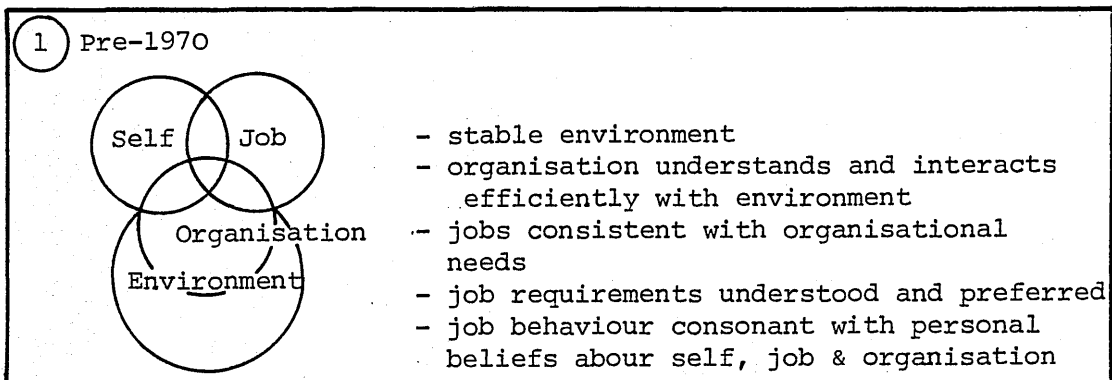 1 Pre-1970
Self Job
Organisation
Environment
- stable environment
- organisation understands and interacts
efficiently with environment
- jobs consistent with organisational
needs
- job requirements understood and preferred
- job behaviour consonant with personal
beliefs abour self, job & organisation